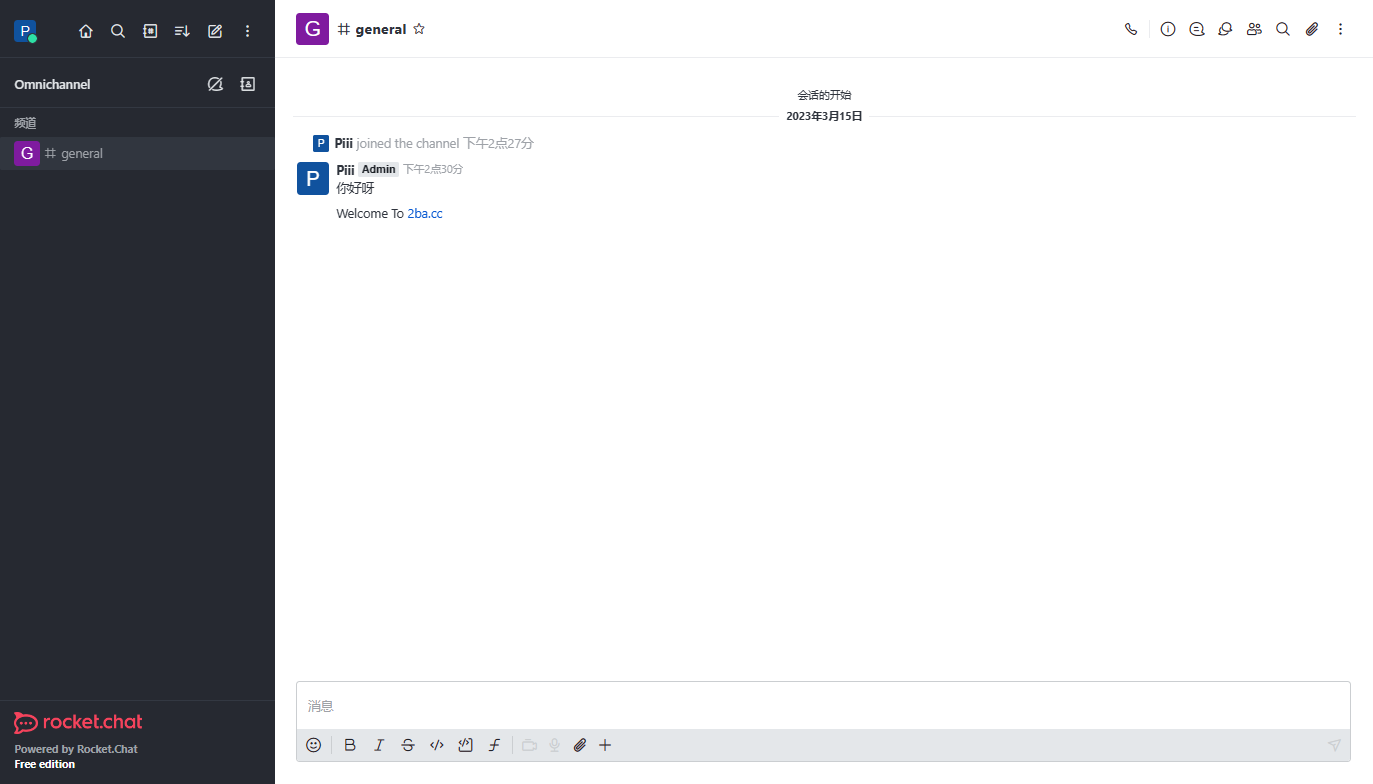 P
Omnichannel
频道
G general
G general
会话的开始
2023年3月15日
P Piii joined the channel 下午2点27分
P Piii Admin 下午2点30分
你好呀
Welcome To 2ba.cc
消息
B I S </> f
rocket.chat
Powered by Rocket.Chat
Free edition